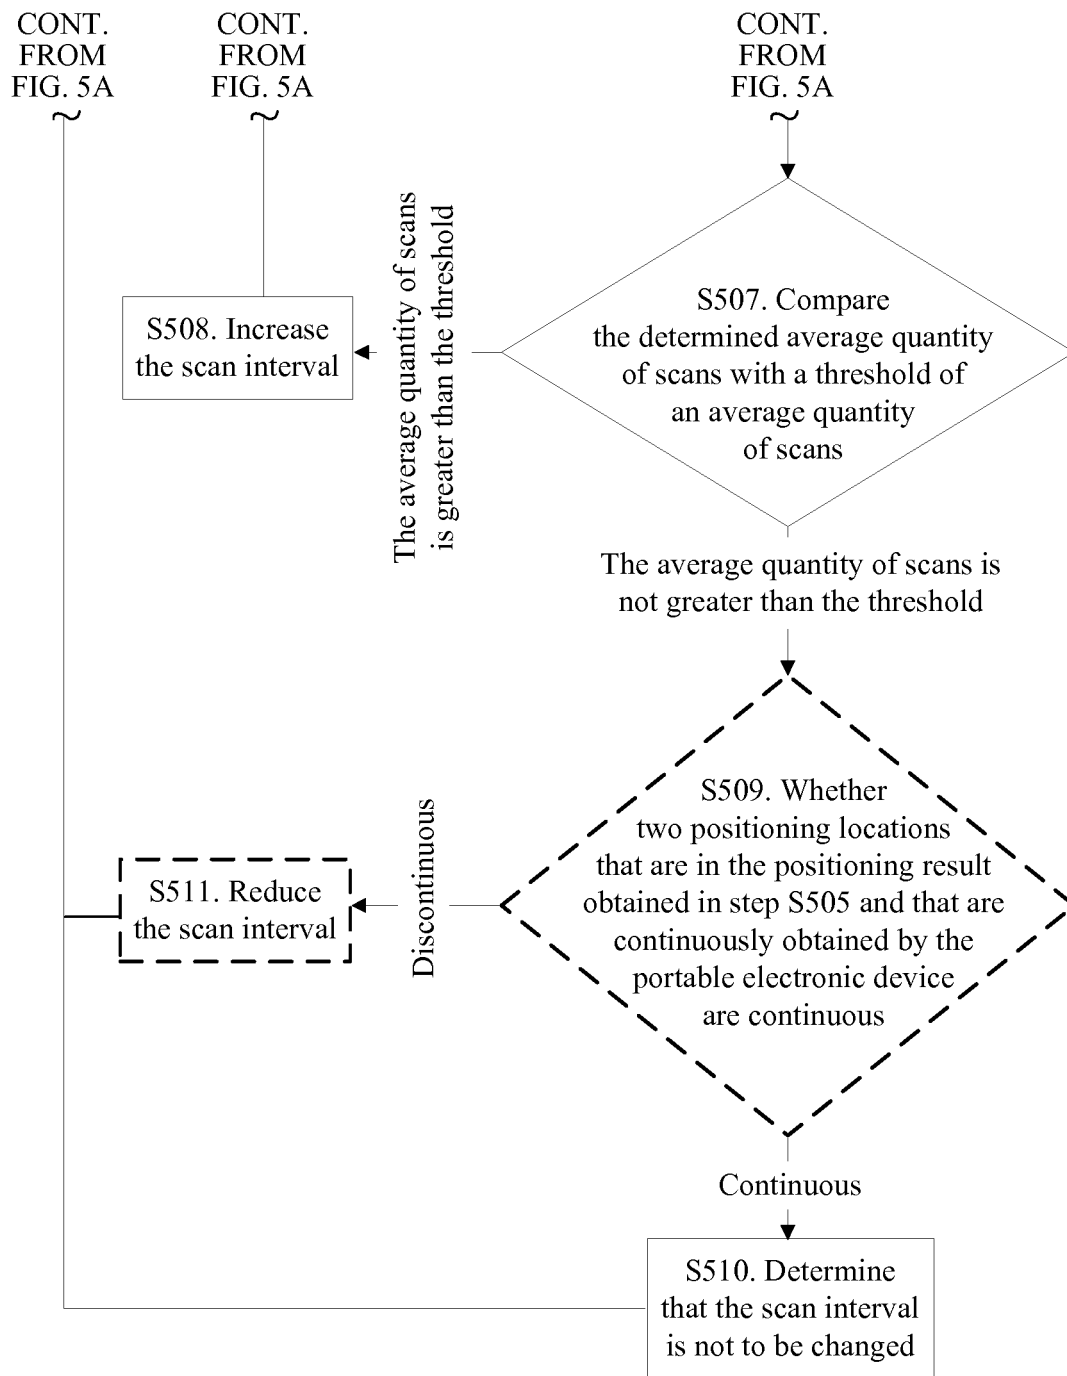 CONT.
FROM
FIG. 5A
CONT.
FROM
FIG. 5A
CONT.
FROM
FIG. 5A
S507. Compare
the determined average quantity
of scans with a threshold of
an average quantity
of scans
The average quantity of scans
is greater than the threshold
S508. Increase
the scan interval
The average quantity of scans is
not greater than the threshold
S509. Whether
two positioning locations
that are in the positioning result
obtained in step S505 and that are
continuously obtained by the
portable electronic device
are continuous
Discontinuous
S511. Reduce
the scan interval
Continuous
S510. Determine
that the scan interval
is not to be changed